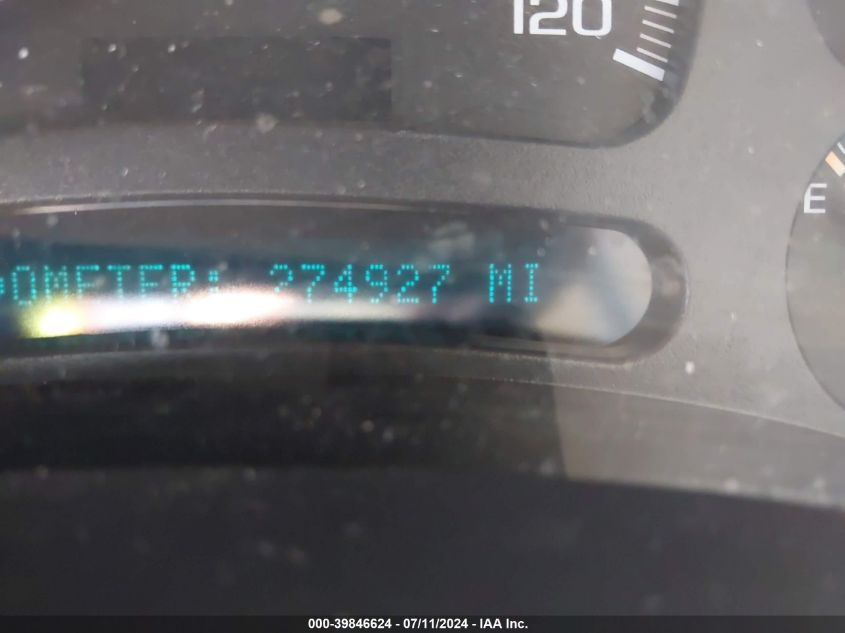 120
E
ODOMETER: 274927 MI
000-39846624 - 07/11/2024 - IAA Inc.